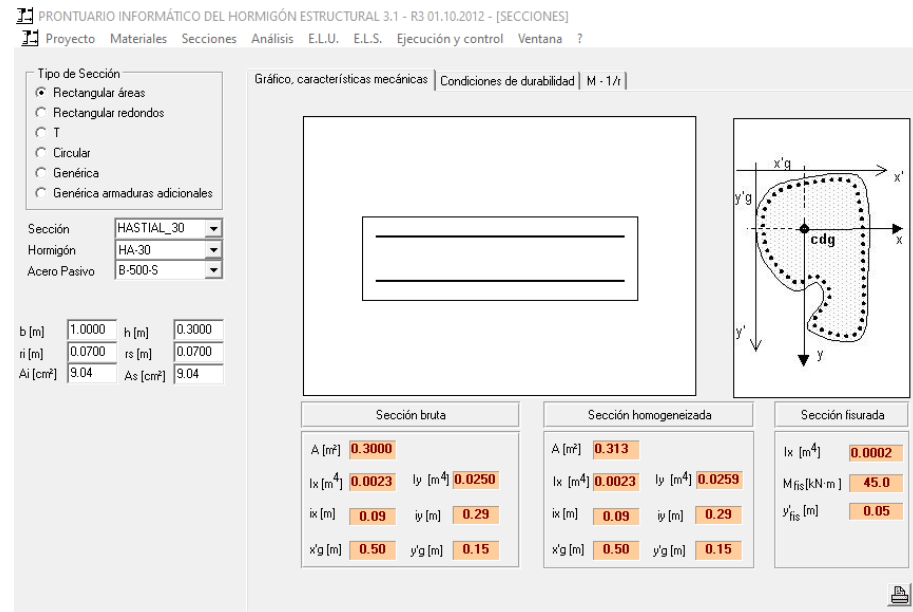 PRONTUARIO INFORMÁTICO DEL HORMIGÓN ESTRUCTURAL 3.1 - R3 01.10.2012 - [SECCIONES]
Proyecto Materiales Secciones Análisis E.L.U. E.L.S. Ejecución y control Ventana ?
Tipo de Sección
Rectangular áreas
Rectangular redondos
T
Circular
Genérica
Genérica armaduras adicionales
Sección HASTIAL_30
Hormigón HA-30
Acero Pasivo B-500-S
b [m] 1.0000 h [m] 0.3000
ri [m] 0.0700 rs [m] 0.0700
Ai [cm²] 9.04 As [cm²] 9.04
Gráfico, características mecánicas Condiciones de durabilidad M - 1/r
x'g
x'
y'g
cdg
x
y'
y
Sección bruta
A [m²] 0.3000
Ix [m4] 0.0023 Iy [m4] 0.0250
ix [m] 0.09 iy [m] 0.29
x'g [m] 0.50 y'g [m] 0.15
Sección homogeneizada
A [m²] 0.313
Ix [m4] 0.0023 Iy [m4] 0.0259
ix [m] 0.09 iy [m] 0.29
x'g [m] 0.50 y'g [m] 0.15
Sección fisurada
Ix [m4] 0.0002
Mfis[kN·m ] 45.0
y'fis [m] 0.05